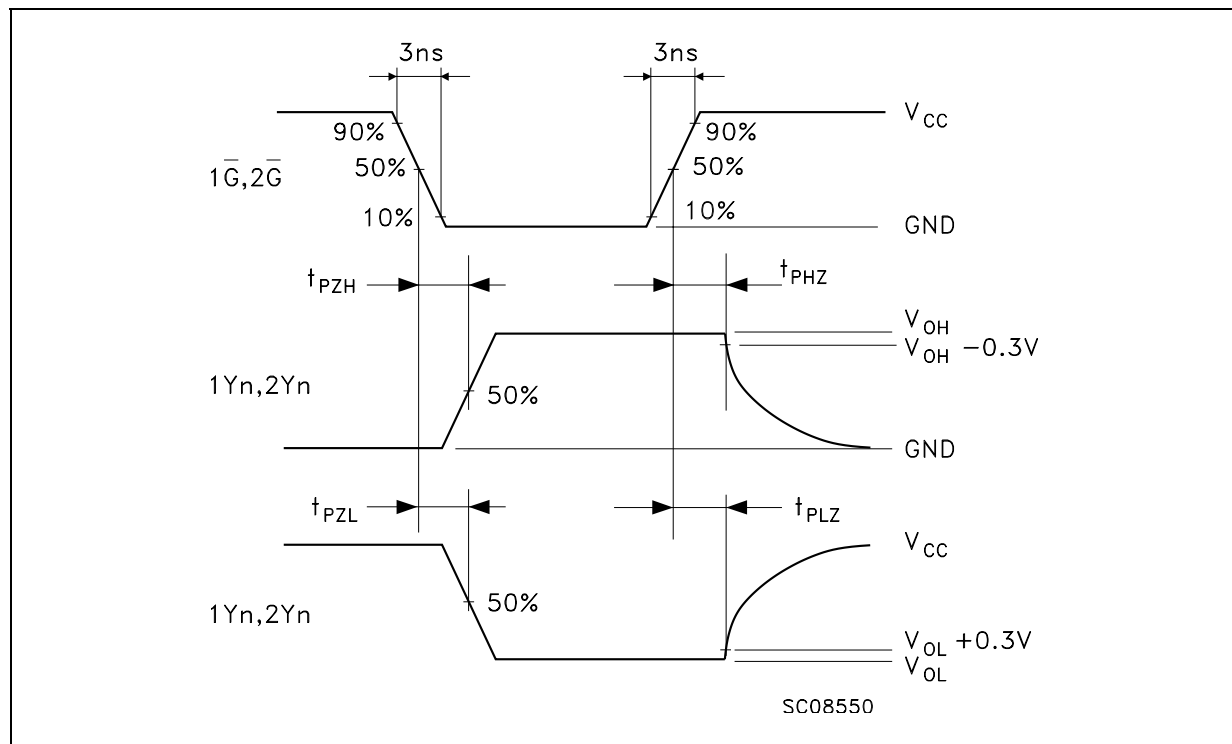 3ns 3ns
90% 90% V_CC
1G̅,2G̅ 50% 50%
10% 10% GND
t_PZH t_PHZ
V_OH
V_OH −0.3V
1Yn,2Yn 50%
GND
t_PZL t_PLZ
V_CC
1Yn,2Yn 50%
V_OL +0.3V
V_OL
SC08550